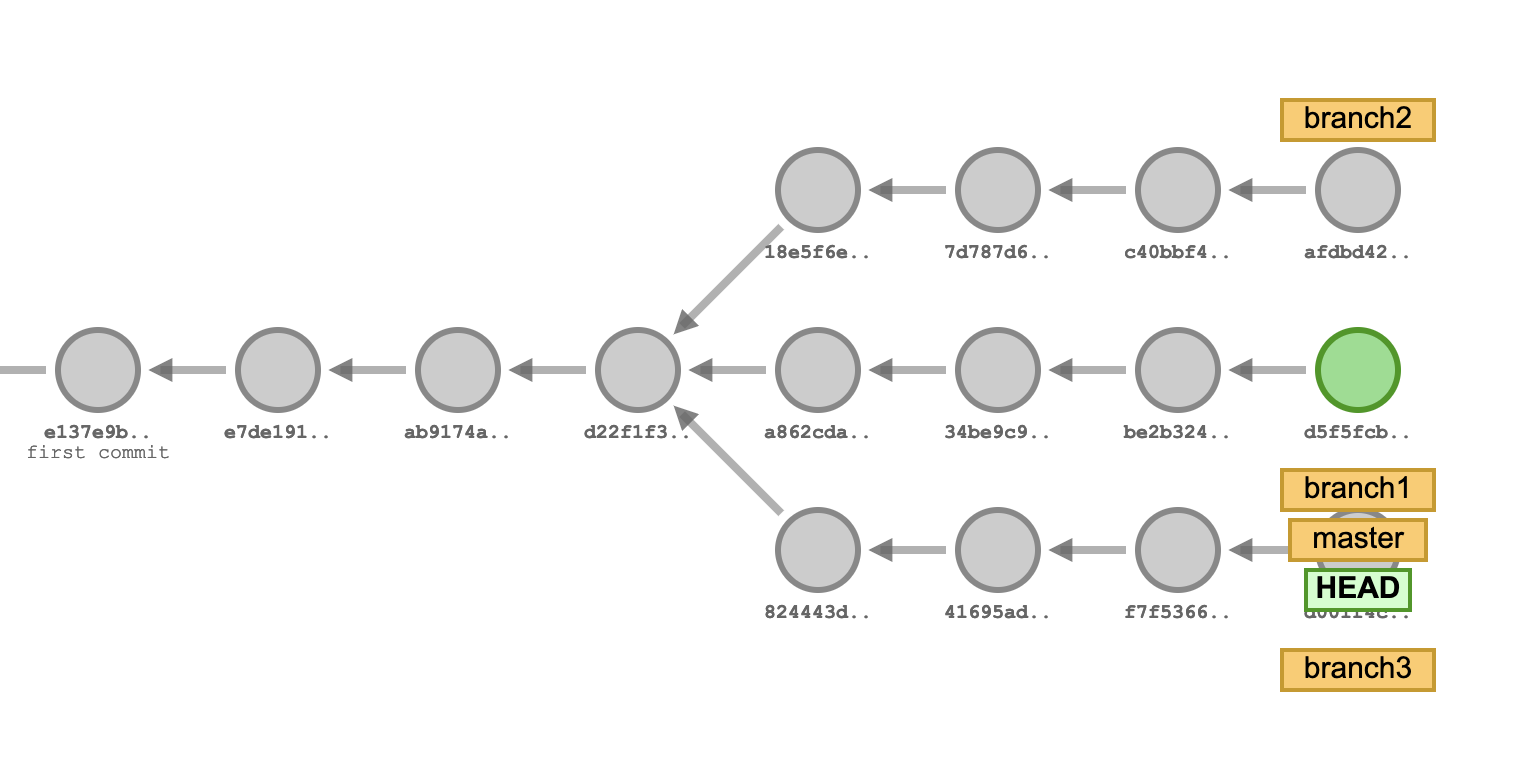 branch2
18e5f6e..
7d787d6..
c40bbf4..
afdbd42..
e137e9b..
first commit
e7de191..
ab9174a..
d22f1f3..
a862cda..
34be9c9..
be2b324..
d5f5fcb..
branch1
master
HEAD
824443d..
41695ad..
f7f5366..
branch3